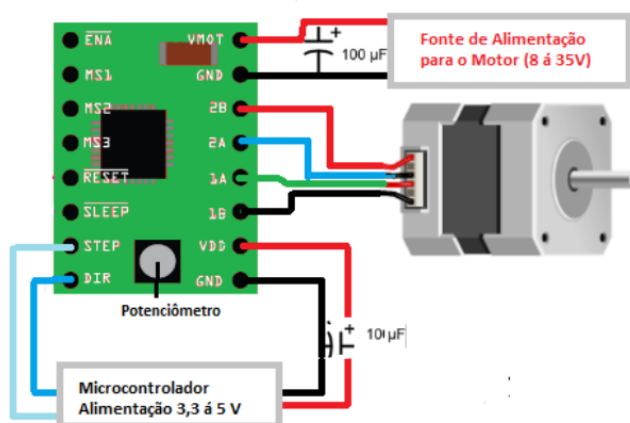 ENA
MS1
MS2
MS3
RESET
SLEEP
STEP
DIR
VMOT
GND
2B
2A
1A
1B
VDD
GND
Potenciômetro
100 µF
Fonte de Alimentação
para o Motor (8 á 35V)
µF
Microcontrolador
Alimentação 3,3 á 5 V